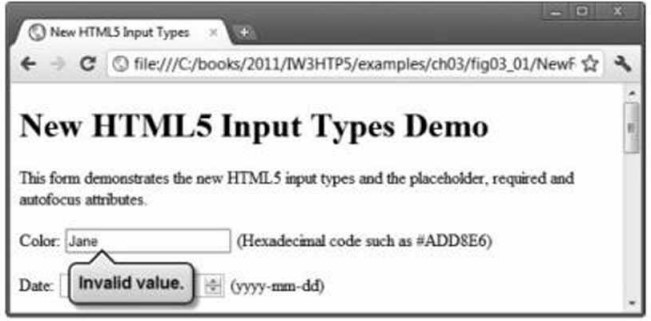 New HTML5 Input Types
file:///C:/books/2011/IW3HTP5/examples/ch03/fig03_01/NewF
New HTML5 Input Types Demo
This form demonstrates the new HTML5 input types and the placeholder, required and
autofocus attributes.
Color: Jane (Hexadecimal code such as #ADD8E6)
Invalid value.
Date: (yyyy-mm-dd)